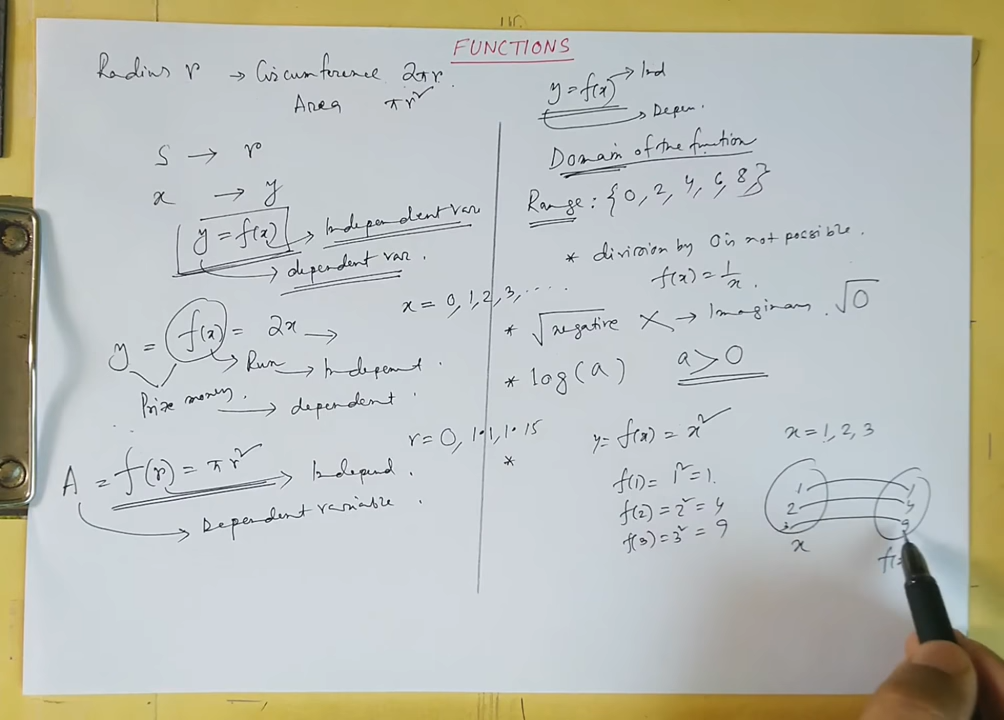 FUNCTIONS
Radius r → Circumference 2πr.
Area πr²
S → r
x → y
y = f(x) → Independent var
→ dependent var.
x = 0, 1, 2, 3, ....
y = f(x) = 2x →
→ Run → Independent.
Prize money. → dependent.
r = 0, 1.1, 1.15
A = f(r) = πr² → Independ.
→ Dependent variable.
y = f(x) → Ind
→ Depen.
Domain of the function
Range: {0, 2, 4, 6, 8,}
* division by 0 is not possible.
f(x) = 1/x.
* √negative X → Imaginary. √0
* log(a) a > 0
*
y = f(x) = x² x = 1, 2, 3
f(1) = 1² = 1.
f(2) = 2² = 4
f(3) = 3² = 9
1 1
2 4
3 9
x